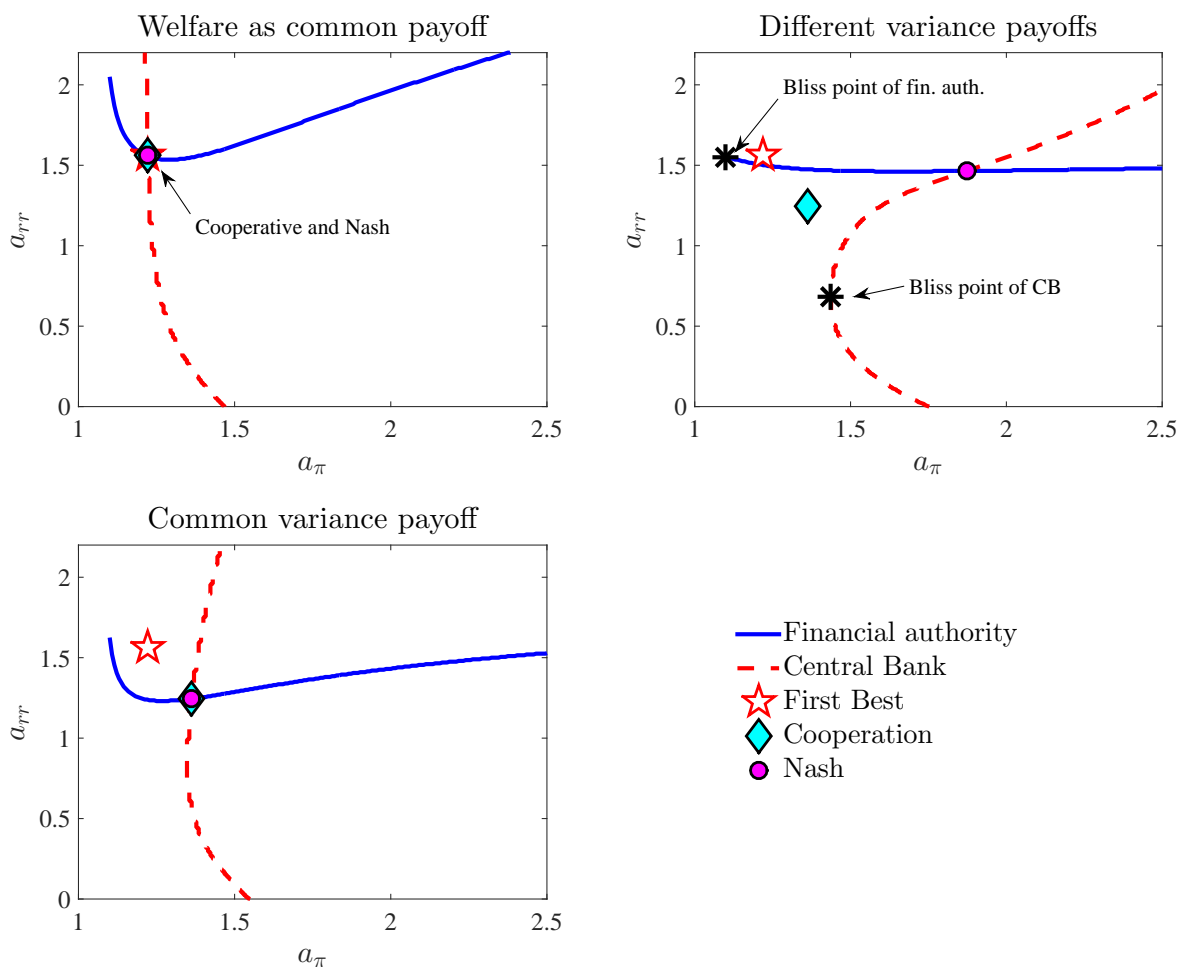 Welfare as common payoff
2
1.5
1
0.5
0
1
1.5
2
2.5
a_rr
a_π
Cooperative and Nash
Different variance payoffs
2
1.5
1
0.5
0
1
1.5
2
2.5
a_rr
a_π
Bliss point of fin. auth.
Bliss point of CB
Common variance payoff
2
1.5
1
0.5
0
1
1.5
2
2.5
a_rr
a_π
Financial authority
Central Bank
First Best
Cooperation
Nash